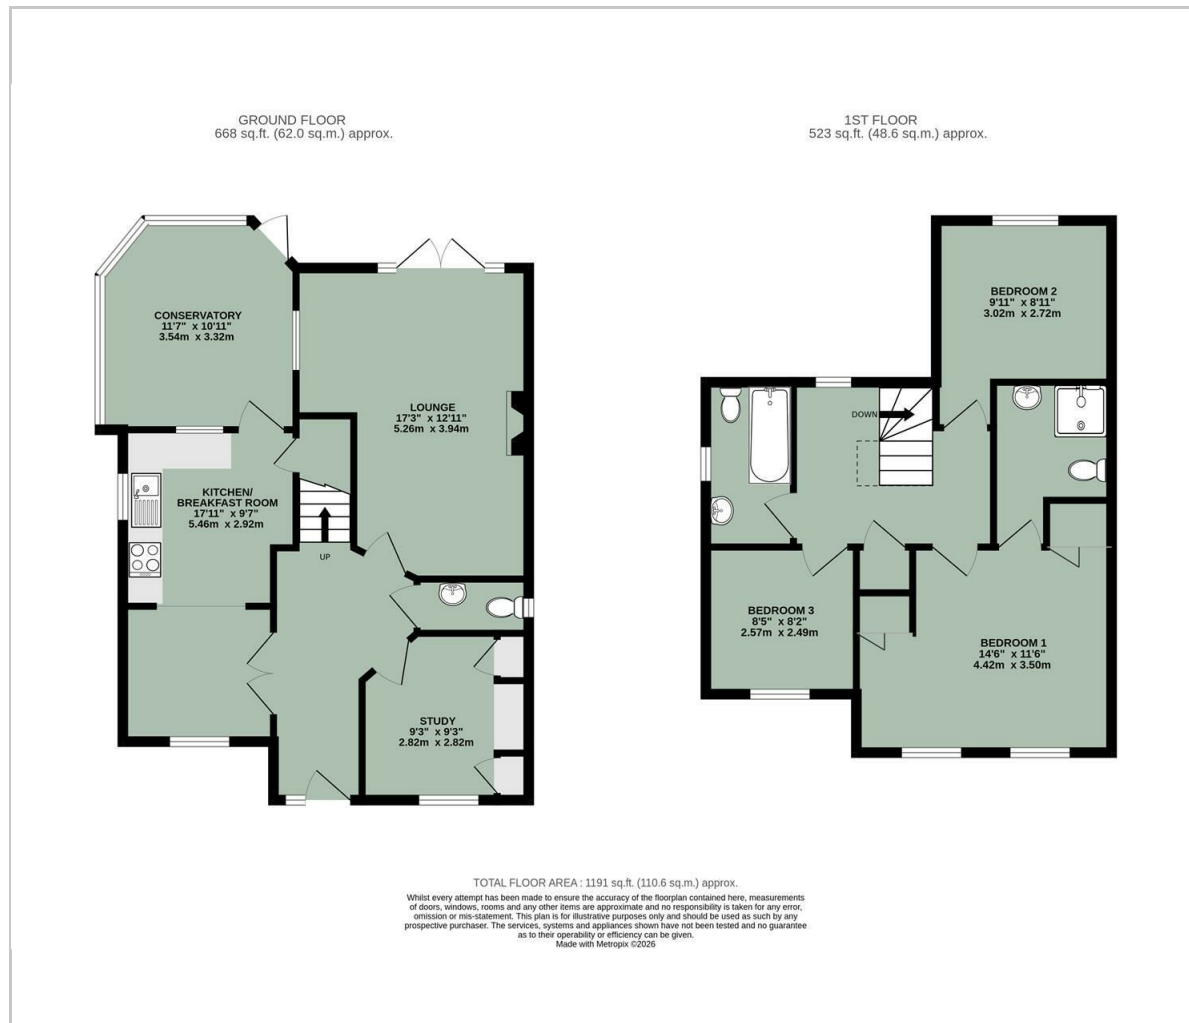 GROUND FLOOR
668 sq.ft. (62.0 sq.m.) approx.
1ST FLOOR
523 sq.ft. (48.6 sq.m.) approx.
CONSERVATORY
11'7" x 10'11"
3.54m x 3.32m
LOUNGE
17'3" x 12'11"
5.26m x 3.94m
KITCHEN/
BREAKFAST ROOM
17'11" x 9'7"
5.46m x 2.92m
UP
STUDY
9'3" x 9'3"
2.82m x 2.82m
BEDROOM 2
9'11" x 8'11"
3.02m x 2.72m
DOWN
BEDROOM 3
8'5" x 8'2"
2.57m x 2.49m
BEDROOM 1
14'6" x 11'6"
4.42m x 3.50m
TOTAL FLOOR AREA : 1191 sq.ft. (110.6 sq.m.) approx.
Whilst every attempt has been made to ensure the accuracy of the floorplan contained here, measurements
of doors, windows, rooms and any other items are approximate and no responsibility is taken for any error,
omission or mis-statement. This plan is for illustrative purposes only and should be used as such by any
prospective purchaser. The services, systems and appliances shown have not been tested and no guarantee
as to their operability or efficiency can be given.
Made with Metropix ©2026